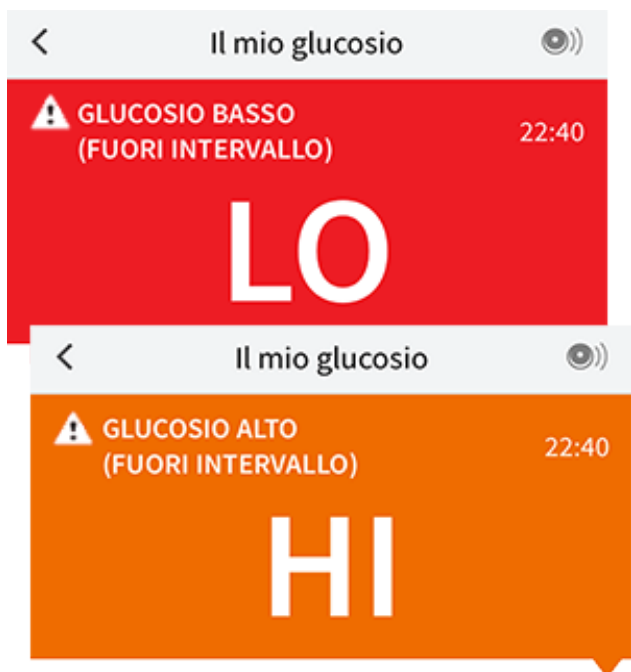 Il mio glucosio
GLUCOSIO BASSO
(FUORI INTERVALLO)
22:40
LO
Il mio glucosio
GLUCOSIO ALTO
(FUORI INTERVALLO)
22:40
HI